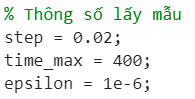 % Thông số lấy mẫu
step = 0.02;
time_max = 400;
epsilon = 1e-6;